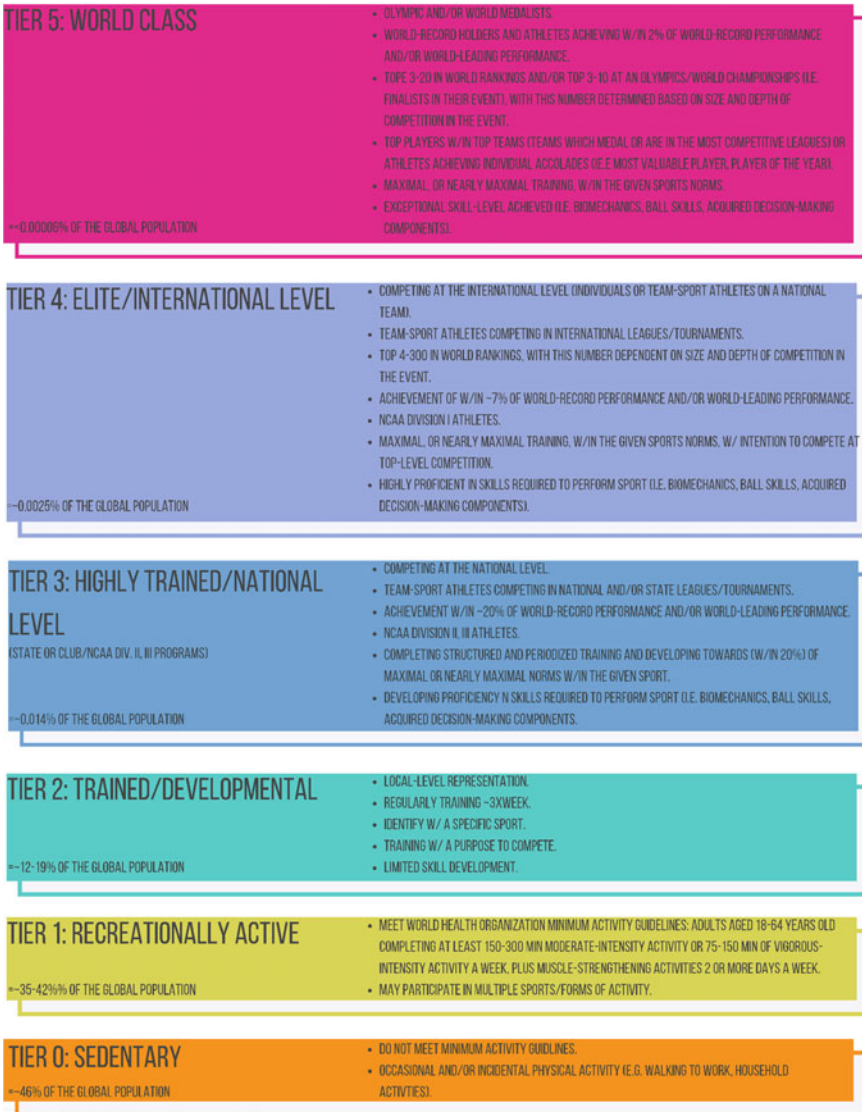 TIER 5: WORLD CLASS
=~0.00006% OF THE GLOBAL POPULATION
• OLYMPIC AND/OR WORLD MEDALISTS.
• WORLD-RECORD HOLDERS AND ATHLETES ACHIEVING W/IN 2% OF WORLD-RECORD PERFORMANCE
AND/OR WORLD-LEADING PERFORMANCE.
• TOPE 3-20 IN WORLD RANKINGS AND/OR TOP 3-10 AT AN OLYMPICS/WORLD CHAMPIONSHIPS (I.E.
FINALISTS IN THEIR EVENT), WITH THIS NUMBER DETERMINED BASED ON SIZE AND DEPTH OF
COMPETITION IN THE EVENT.
• TOP PLAYERS W/IN TOP TEAMS (TEAMS WHICH MEDAL OR ARE IN THE MOST COMPETITIVE LEAGUES) OR
ATHLETES ACHIEVING INDIVIDUAL ACCOLADES (IE.E MOST VALUABLE PLAYER, PLAYER OF THE YEAR).
• MAXIMAL, OR NEARLY MAXIMAL TRAINING, W/IN THE GIVEN SPORTS NORMS.
• EXCEPTIONAL SKILL-LEVEL ACHIEVED (I.E. BIOMECHANICS, BALL SKILLS, ACQUIRED DECISION-MAKING
COMPONENTS).
TIER 4: ELITE/INTERNATIONAL LEVEL
=~0.0025% OF THE GLOBAL POPULATION
• COMPETING AT THE INTERNATIONAL LEVEL (INDIVIDUALS OR TEAM-SPORT ATHLETES ON A NATIONAL
TEAM).
• TEAM-SPORT ATHLETES COMPETING IN INTERNATIONAL LEAGUES/TOURNAMENTS.
• TOP 4-300 IN WORLD RANKINGS, WITH THIS NUMBER DEPENDENT ON SIZE AND DEPTH OF COMPETITION IN
THE EVENT.
• ACHIEVEMENT OF W/IN ~7% OF WORLD-RECORD PERFORMANCE AND/OR WORLD-LEADING PERFORMANCE.
• NCAA DIVISION I ATHLETES.
• MAXIMAL, OR NEARLY MAXIMAL TRAINING, W/IN THE GIVEN SPORTS NORMS, W/ INTENTION TO COMPETE AT
TOP-LEVEL COMPETITION.
• HIGHLY PROFICIENT IN SKILLS REQUIRED TO PERFORM SPORT (I.E. BIOMECHANICS, BALL SKILLS, ACQUIRED
DECISION-MAKING COMPONENTS).
TIER 3: HIGHLY TRAINED/NATIONAL
LEVEL
(STATE OR CLUB/NCAA DIV. II, III PROGRAMS)
=~0.014% OF THE GLOBAL POPULATION
• COMPETING AT THE NATIONAL LEVEL.
• TEAM-SPORT ATHLETES COMPETING IN NATIONAL AND/OR STATE LEAGUES/TOURNAMENTS.
• ACHIEVEMENT W/IN ~20% OF WORLD-RECORD PERFORMANCE AND/OR WORLD-LEADING PERFORMANCE.
• NCAA DIVISION II, III ATHLETES.
• COMPLETING STRUCTURED AND PERIODIZED TRAINING AND DEVELOPING TOWARDS (W/IN 20%) OF
MAXIMAL OR NEARLY MAXIMAL NORMS W/IN THE GIVEN SPORT.
• DEVELOPING PROFICIENCY N SKILLS REQUIRED TO PERFORM SPORT (I.E. BIOMECHANICS, BALL SKILLS,
ACQUIRED DECISION-MAKING COMPONENTS.
TIER 2: TRAINED/DEVELOPMENTAL
=~12-19% OF THE GLOBAL POPULATION
• LOCAL-LEVEL REPRESENTATION.
• REGULARLY TRAINING ~3XWEEK.
• IDENTIFY W/ A SPECIFIC SPORT.
• TRAINING W/ A PURPOSE TO COMPETE.
• LIMITED SKILL DEVELOPMENT.
TIER 1: RECREATIONALLY ACTIVE
=~35-42%% OF THE GLOBAL POPULATION
• MEET WORLD HEALTH ORGANIZATION MINIMUM ACTIVITY GUIDELINES: ADULTS AGED 18-64 YEARS OLD
COMPLETING AT LEAST 150-300 MIN MODERATE-INTENSITY ACTIVITY OR 75-150 MIN OF VIGOROUS-
INTENSITY ACTIVITY A WEEK, PLUS MUSCLE-STRENGTHENING ACTIVITIES 2 OR MORE DAYS A WEEK.
• MAY PARTICIPATE IN MULTIPLE SPORTS/FORMS OF ACTIVITY.
TIER 0: SEDENTARY
=~46% OF THE GLOBAL POPULATION
• DO NOT MEET MINIMUM ACTIVITY GUIDLINES.
• OCCASIONAL AND/OR INCIDENTAL PHYSICAL ACTIVITY (E.G. WALKING TO WORK, HOUSEHOLD
ACTIVTIES).